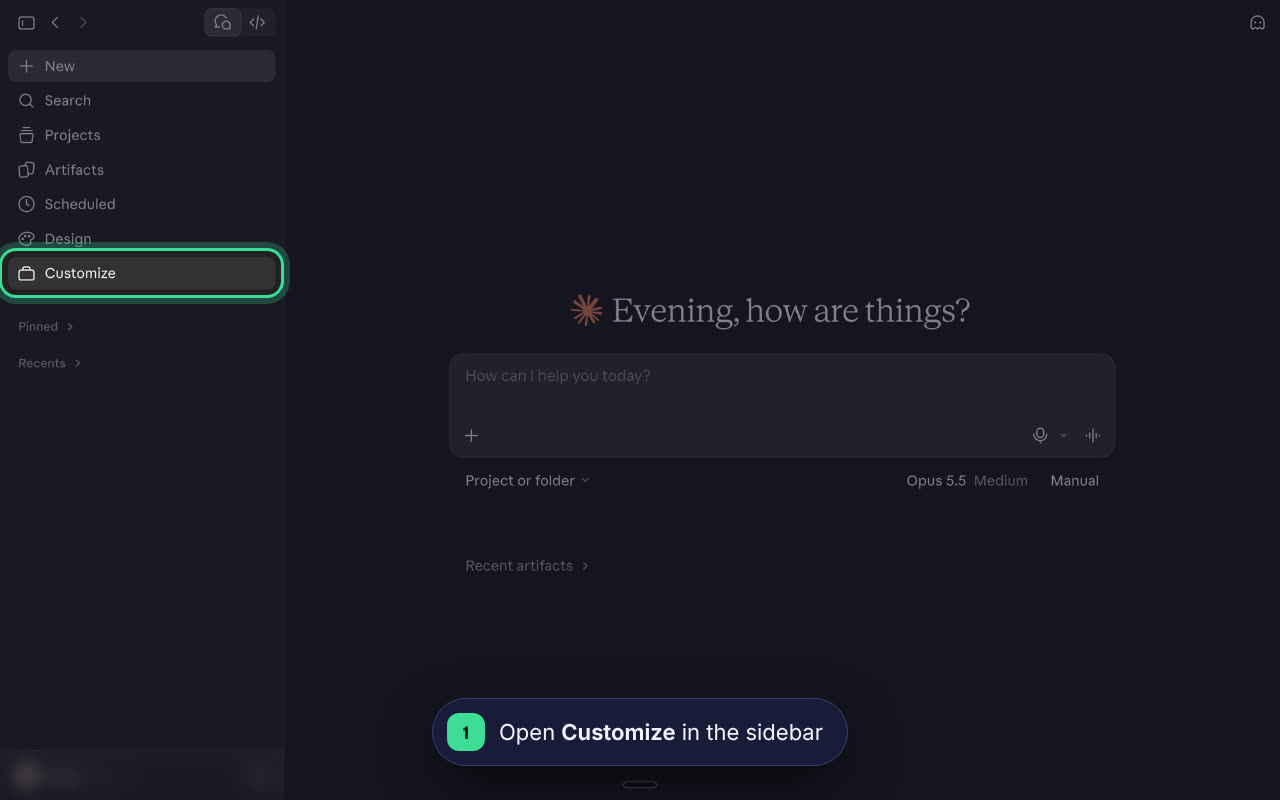 New
Search
Projects
Artifacts
Scheduled
Design
Customize
Pinned
Recents
Evening, how are things?
How can I help you today?
Project or folder
Opus 5.5 Medium Manual
Recent artifacts
1 Open Customize in the sidebar